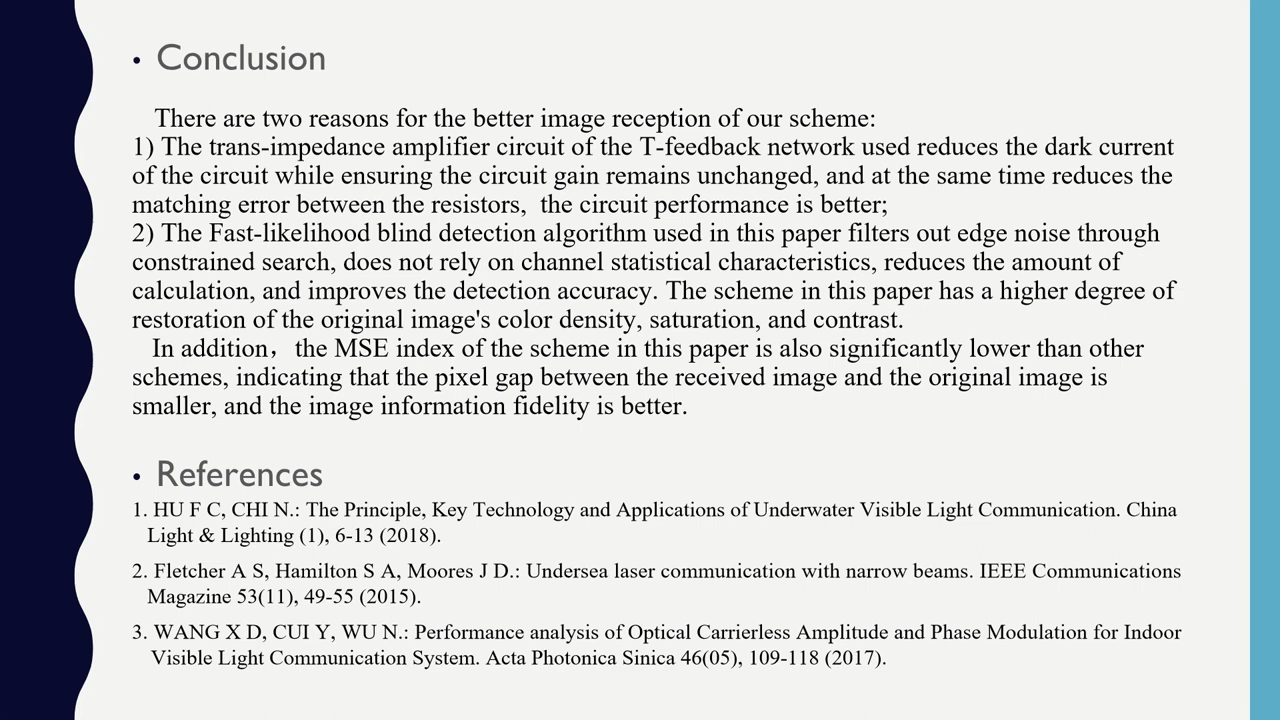 • Conclusion
There are two reasons for the better image reception of our scheme:
1) The trans-impedance amplifier circuit of the T-feedback network used reduces the dark current
of the circuit while ensuring the circuit gain remains unchanged, and at the same time reduces the
matching error between the resistors,  the circuit performance is better;
2) The Fast-likelihood blind detection algorithm used in this paper filters out edge noise through
constrained search, does not rely on channel statistical characteristics, reduces the amount of
calculation, and improves the detection accuracy. The scheme in this paper has a higher degree of
restoration of the original image's color density, saturation, and contrast.
In addition，the MSE index of the scheme in this paper is also significantly lower than other
schemes, indicating that the pixel gap between the received image and the original image is
smaller, and the image information fidelity is better.
• References
1. HU F C, CHI N.: The Principle, Key Technology and Applications of Underwater Visible Light Communication. China
Light & Lighting (1), 6-13 (2018).
2. Fletcher A S, Hamilton S A, Moores J D.: Undersea laser communication with narrow beams. IEEE Communications
Magazine 53(11), 49-55 (2015).
3. WANG X D, CUI Y, WU N.: Performance analysis of Optical Carrierless Amplitude and Phase Modulation for Indoor
Visible Light Communication System. Acta Photonica Sinica 46(05), 109-118 (2017).